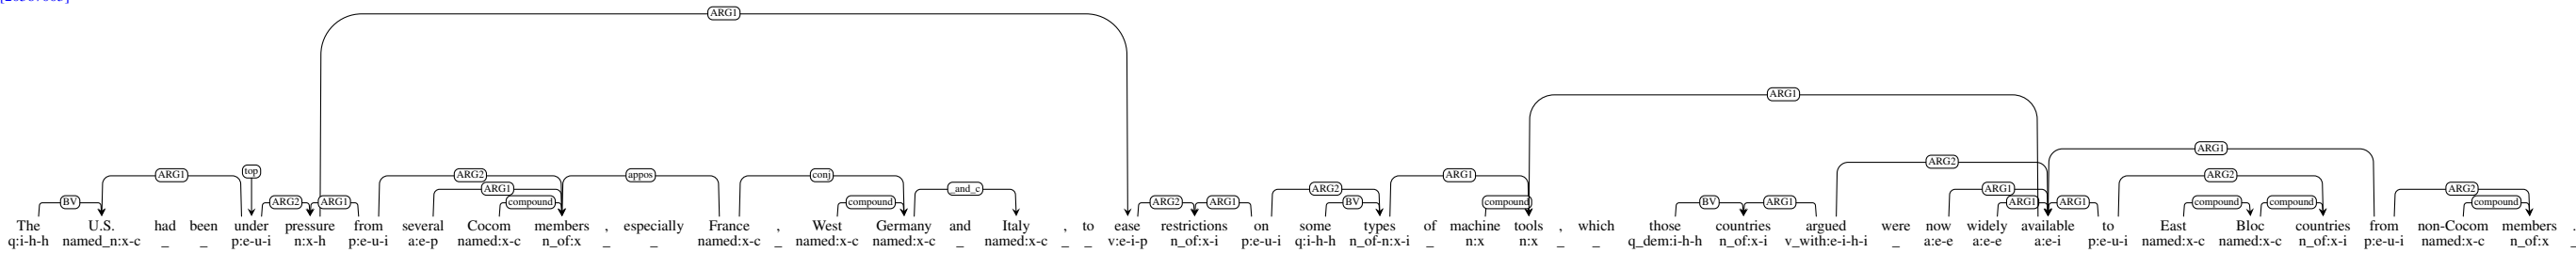 ARG1
ARG1
ARG1
ARG2
ARG1 top ARG2 appos conj ARG1 ARG2
ARG1 _and_c ARG2 ARG1 ARG2
BV ARG2 ARG1 compound compound ARG2 ARG1 BV compound BV ARG1 ARG1 ARG1 compound compound compound
The U.S. had been under pressure from several Cocom members , especially France , West Germany and Italy , to ease restrictions on some types of machine tools , which those countries argued were now widely available to East Bloc countries from non-Cocom members .
q:i-h-h named_n:x-c _ _ p:e-u-i n:x-h p:e-u-i a:e-p named:x-c n_of:x _ _ named:x-c _ named:x-c named:x-c _ named:x-c _ _ v:e-i-p n_of:x-i p:e-u-i q:i-h-h n_of-n:x-i _ n:x n:x _ _ q_dem:i-h-h n_of:x-i v_with:e-i-h-i _ a:e-e a:e-e a:e-i p:e-u-i named:x-c named:x-c n_of:x-i p:e-u-i named:x-c n_of:x _